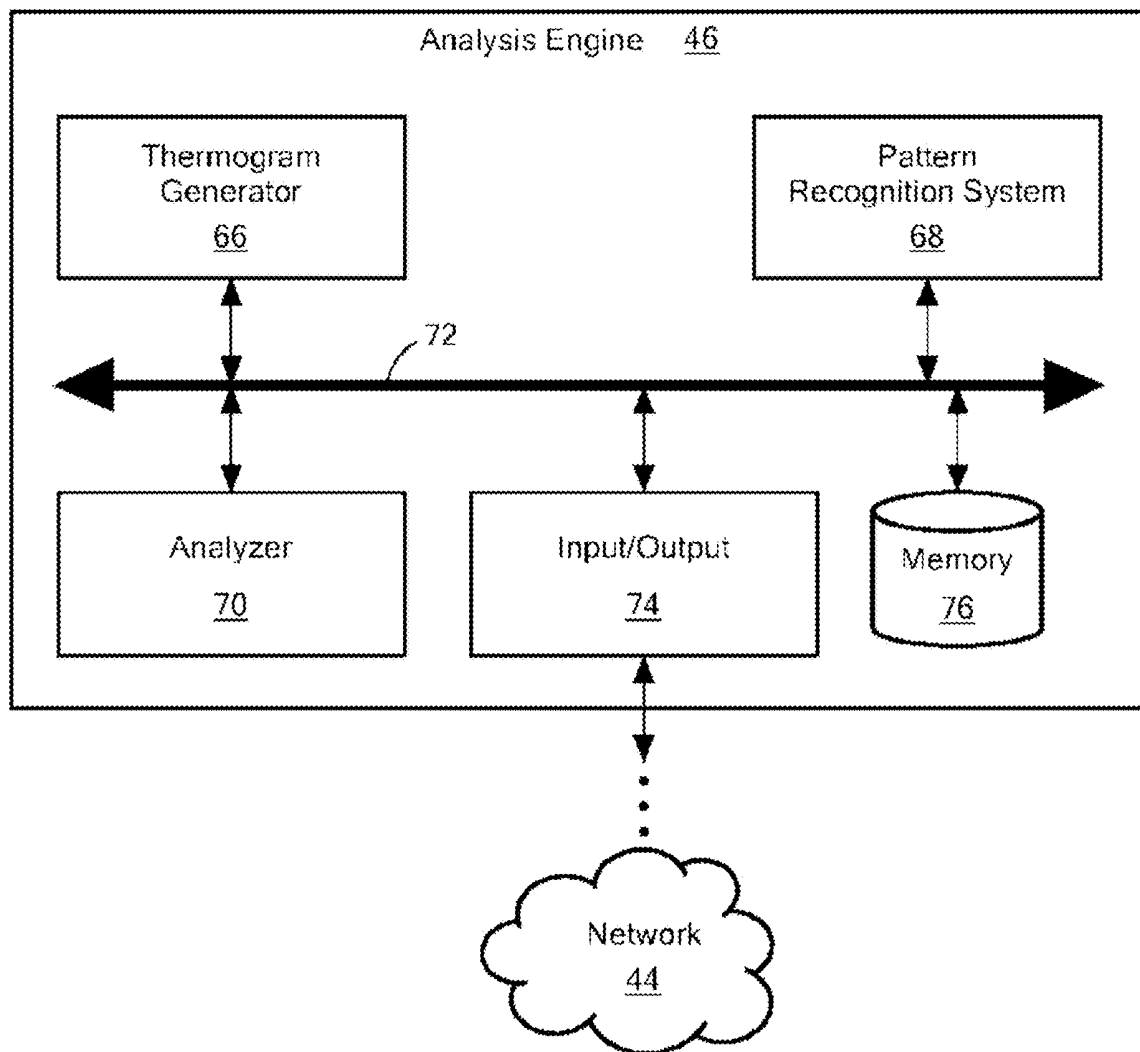 Analysis Engine 46
Thermogram
Generator
66
Pattern
Recognition System
68
72
Analyzer
70
Input/Output
74
Memory
76
Network
44